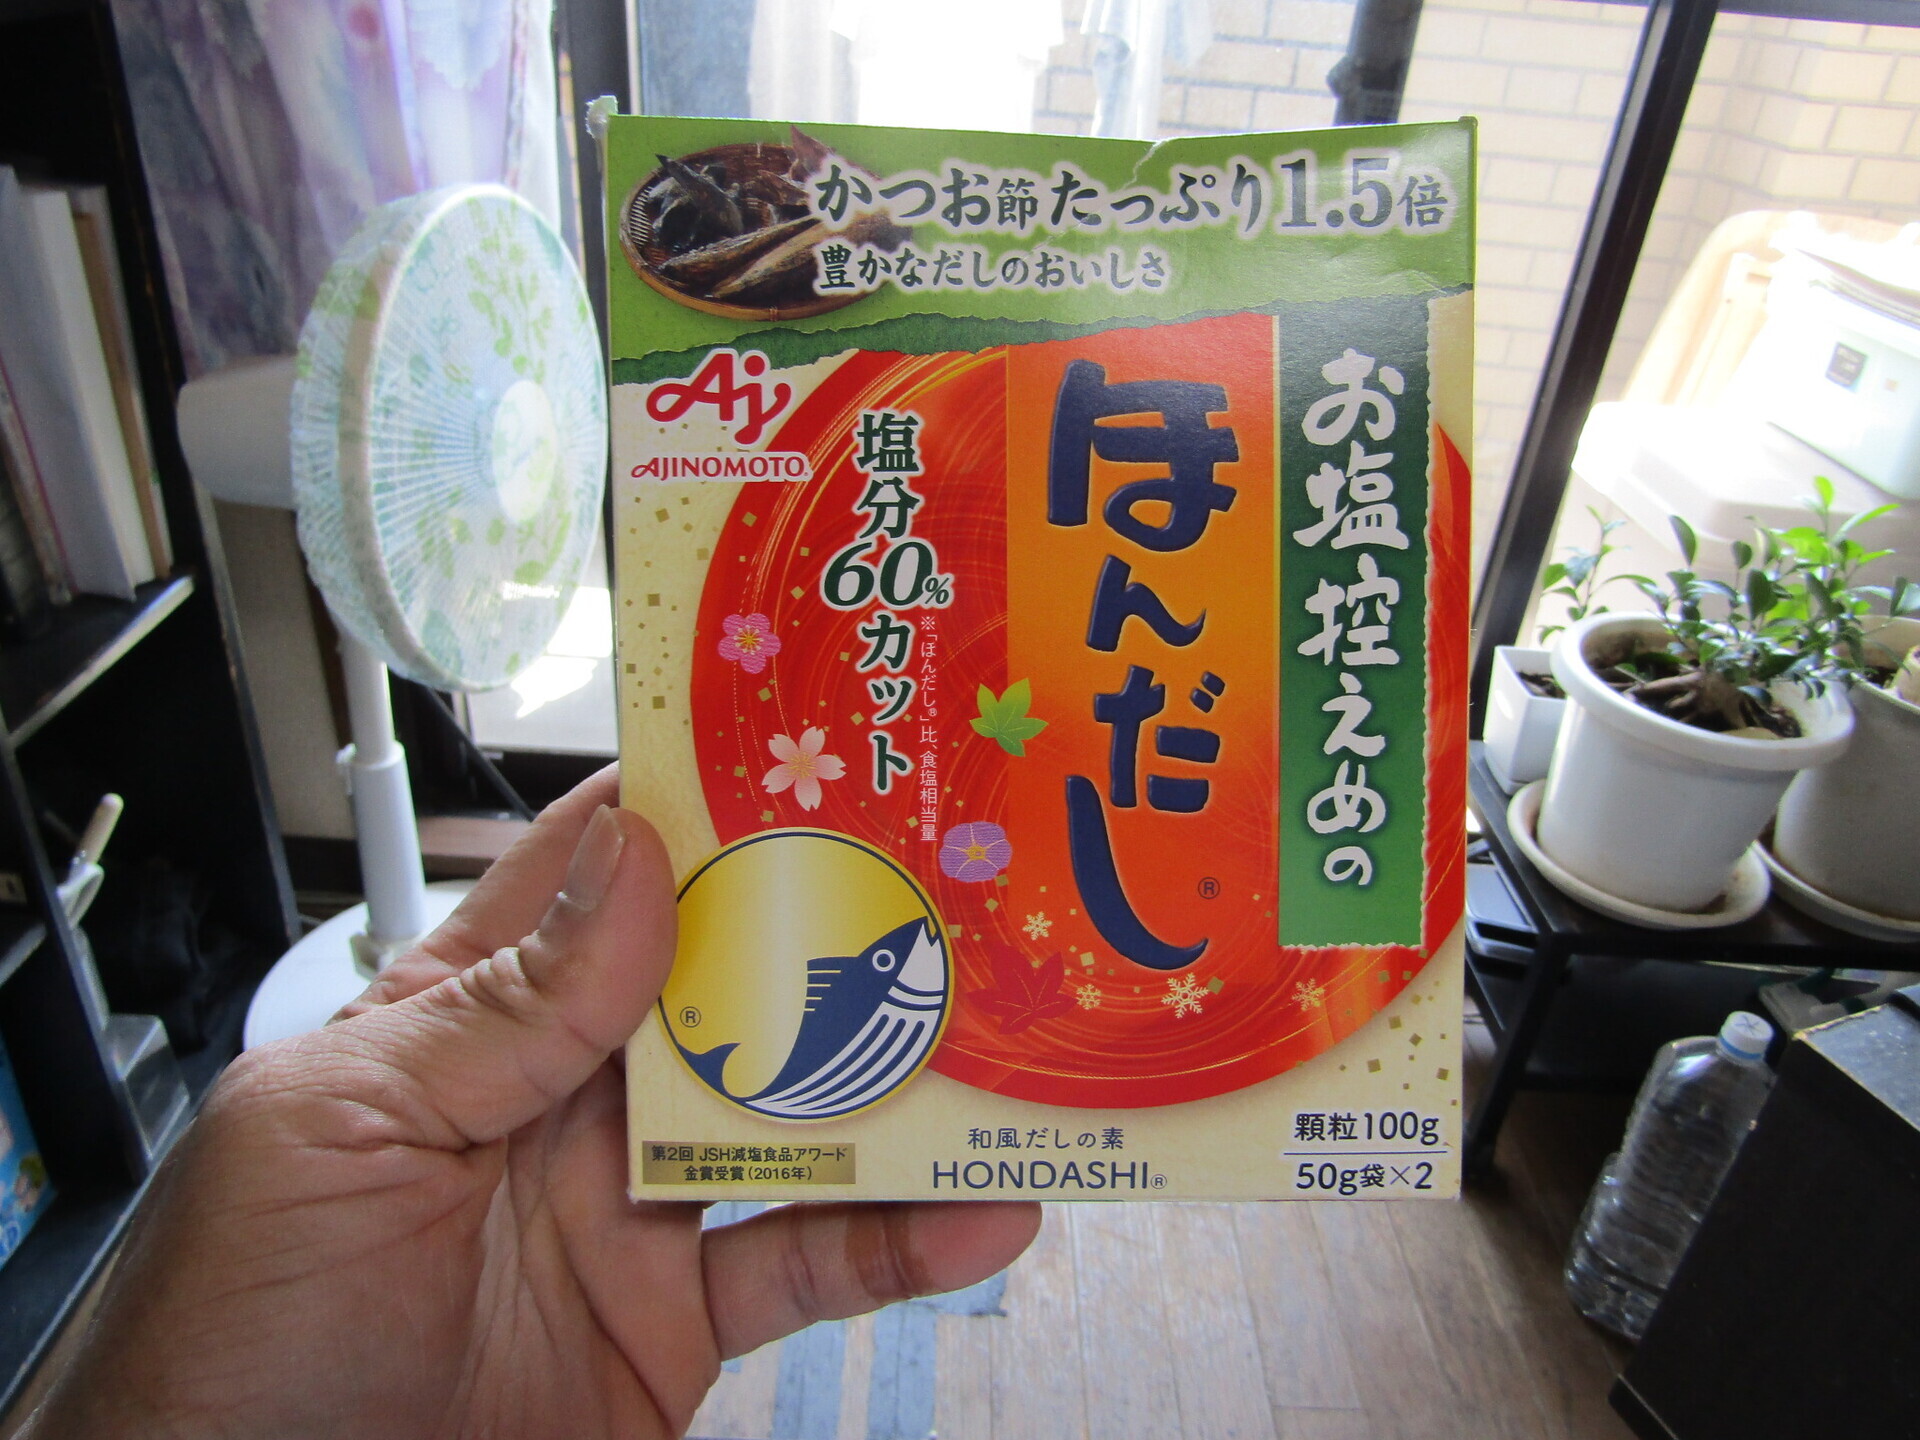 かつお節たっぷり1.5倍
豊かなだしのおいしさ
Aj
AJINOMOTO®
お塩控えめの
ほんだし®
塩分60%カット
※「ほんだし®」比、食塩相当量
®
第2回 JSH減塩食品アワード
金賞受賞(2016年)
和風だしの素
HONDASHI®
顆粒100g
50g袋×2